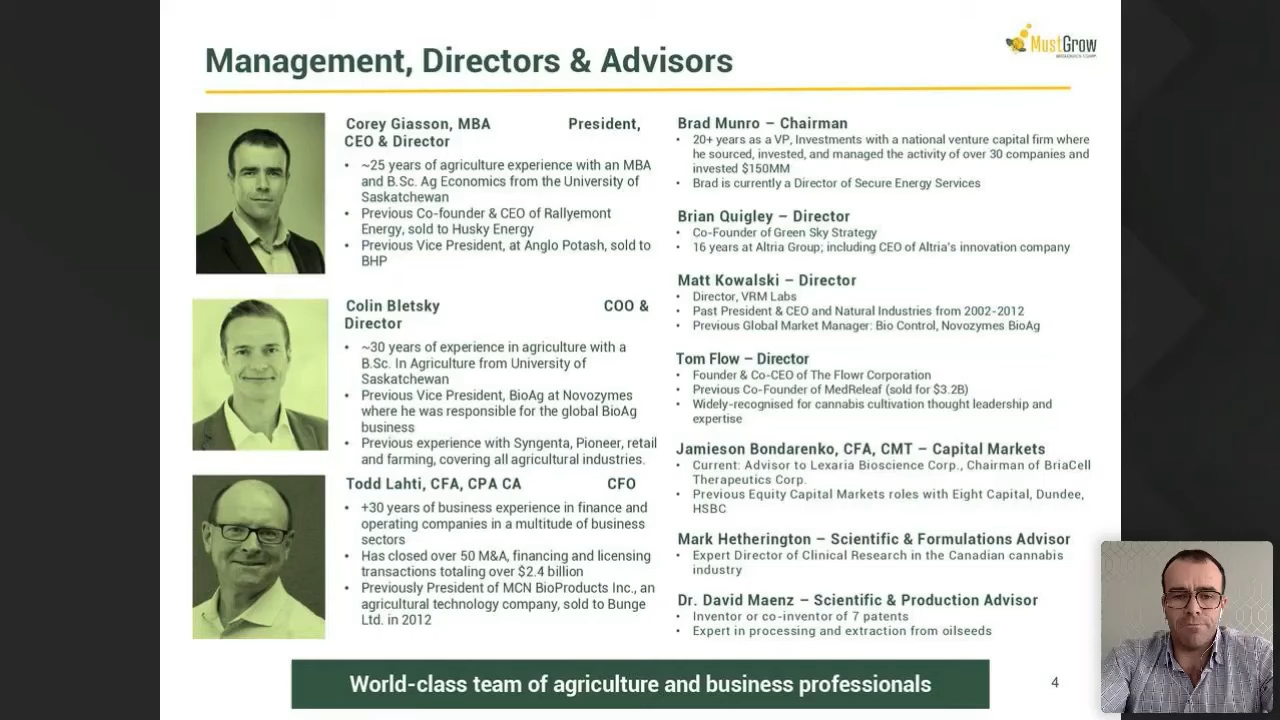 Management, Directors & Advisors
MustGrow
BIOLOGICS CORP.
Corey Giasson, MBA President,
CEO & Director
• ~25 years of agriculture experience with an MBA
and B.Sc. Ag Economics from the University of
Saskatchewan
• Previous Co-founder & CEO of Rallyemont
Energy, sold to Husky Energy
• Previous Vice President, at Anglo Potash, sold to
BHP
Colin Bletsky COO &
Director
• ~30 years of experience in agriculture with a
B.Sc. In Agriculture from University of
Saskatchewan
• Previous Vice President, BioAg at Novozymes
where he was responsible for the global BioAg
business
• Previous experience with Syngenta, Pioneer, retail
and farming, covering all agricultural industries.
Todd Lahti, CFA, CPA CA CFO
• +30 years of business experience in finance and
operating companies in a multitude of business
sectors
• Has closed over 50 M&A, financing and licensing
transactions totaling over $2.4 billion
• Previously President of MCN BioProducts Inc., an
agricultural technology company, sold to Bunge
Ltd. in 2012
Brad Munro – Chairman
• 20+ years as a VP, Investments with a national venture capital firm where
he sourced, invested, and managed the activity of over 30 companies and
invested $150MM
• Brad is currently a Director of Secure Energy Services
Brian Quigley – Director
• Co-Founder of Green Sky Strategy
• 16 years at Altria Group; including CEO of Altria's innovation company
Matt Kowalski – Director
• Director, VRM Labs
• Past President & CEO and Natural Industries from 2002-2012
• Previous Global Market Manager: Bio Control, Novozymes BioAg
Tom Flow – Director
• Founder & Co-CEO of The Flowr Corporation
• Previous Co-Founder of MedReleaf (sold for $3.2B)
• Widely-recognised for cannabis cultivation thought leadership and
expertise
Jamieson Bondarenko, CFA, CMT – Capital Markets
• Current: Advisor to Lexaria Bioscience Corp., Chairman of BriaCell
Therapeutics Corp.
• Previous Equity Capital Markets roles with Eight Capital, Dundee,
HSBC
Mark Hetherington – Scientific & Formulations Advisor
• Expert Director of Clinical Research in the Canadian cannabis
industry
Dr. David Maenz – Scientific & Production Advisor
• Inventor or co-inventor of 7 patents
• Expert in processing and extraction from oilseeds
World-class team of agriculture and business professionals
4